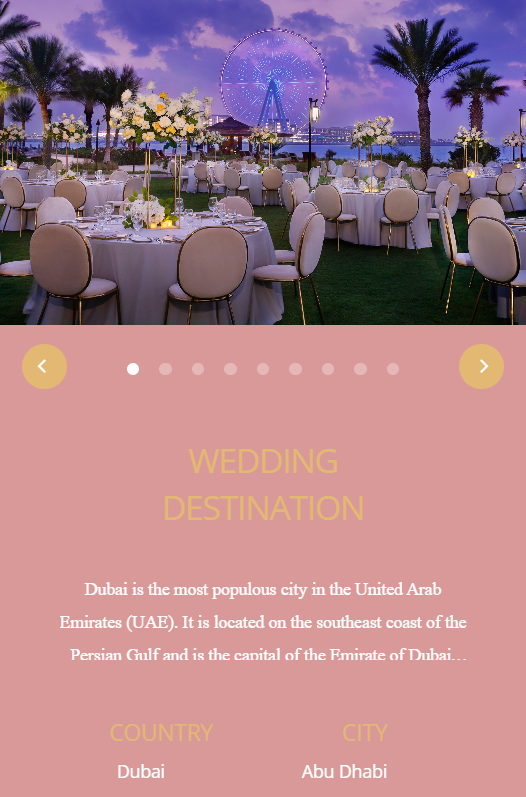 WEDDING
DESTINATION
Dubai is the most populous city in the United Arab
Emirates (UAE). It is located on the southeast coast of the
Persian Gulf and is the capital of the Emirate of Dubai…
COUNTRY CITY
Dubai Abu Dhabi